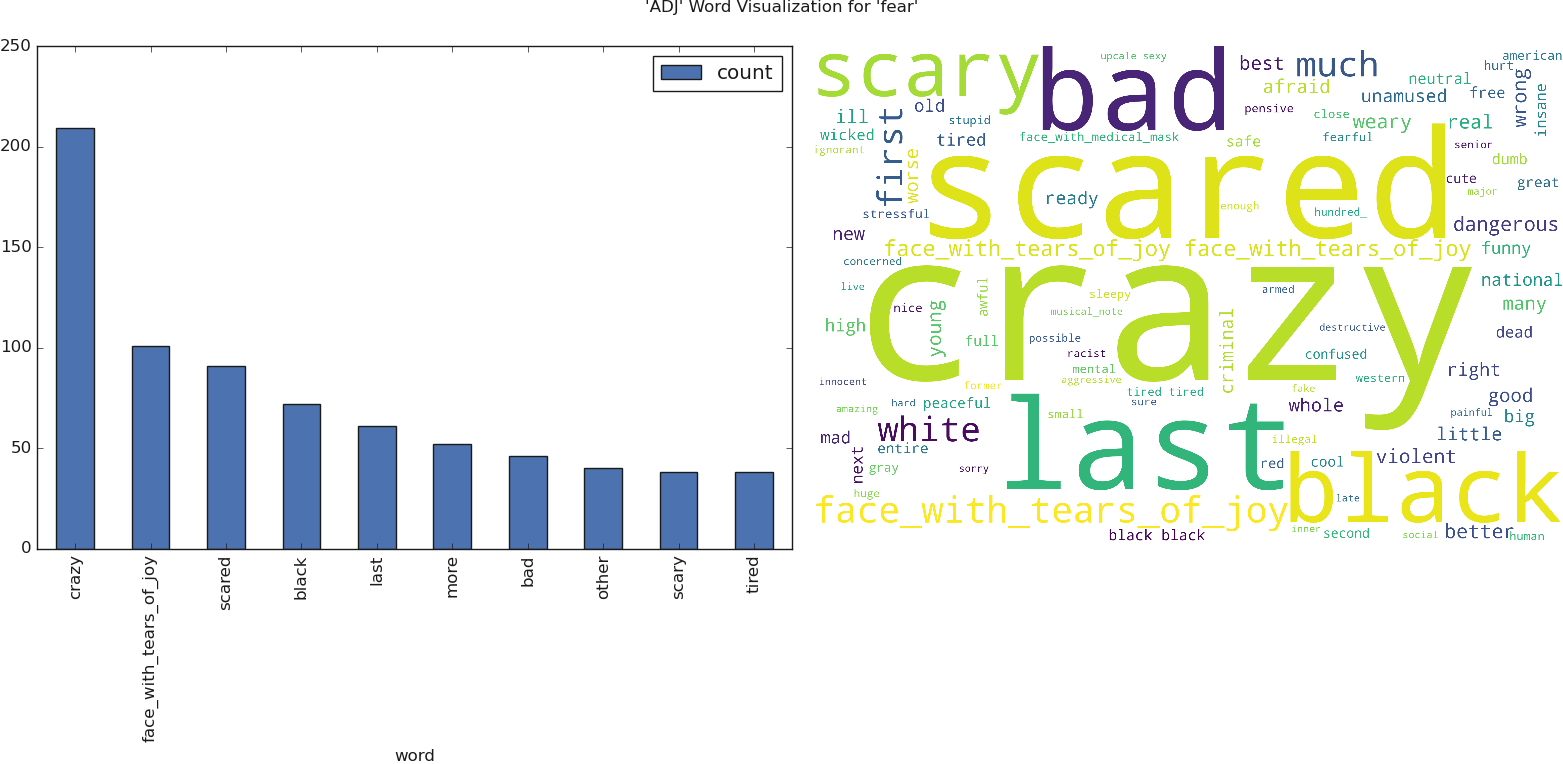 'ADJ' Word Visualization for 'fear'
250
200
150
100
50
0
count
crazy
face_with_tears_of_joy
scared
black
last
more
bad
other
scary
tired
word
scary
bad
upcale sexy
best
much
american
hurt
neutral
afraid
unamused
free
wrong
insane
old
pensive
ill
stupid
close
weary
real
wicked
tired
face_with_medical_mask
safe
fearful
senior
ignorant
first
worse
scared
dumb
cute
great
major
ready
enough
hundred_
stressful
new
dangerous
face_with_tears_of_joy face_with_tears_of_joy
funny
concerned
crazy
national
live
awful
sleepy
armed
many
nice
young
musical_note
high
criminal
destructive
dead
full
possible
racist
confused
mental
right
innocent
former
aggressive
tired tired
fake
western
good
amazing
hard
peaceful
sure
whole
painful
big
small
last
white
mad
little
entire
illegal
next
gray
sorry
red
cool
violent
huge
late
black
face_with_tears_of_joy
black black
inner
second
social
better
human